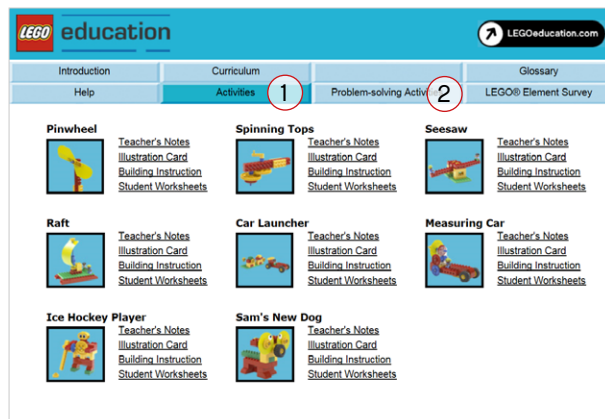 LEGO education
LEGOeducation.com
Introduction Curriculum Glossary
Help Activities 1 Problem-solving 2 LEGO® Element Survey
Pinwheel Spinning Tops Seesaw
Teacher's Notes Teacher's Notes Teacher's Notes
Illustration Card Illustration Card Illustration Card
Building Instruction Building Instruction Building Instruction
Student Worksheets Student Worksheets Student Worksheets
Raft Car Launcher Measuring Car
Teacher's Notes Teacher's Notes Teacher's Notes
Illustration Card Illustration Card Illustration Card
Building Instruction Building Instruction Building Instruction
Student Worksheets Student Worksheets Student Worksheets
Ice Hockey Player Sam's New Dog
Teacher's Notes Teacher's Notes
Illustration Card Illustration Card
Building Instruction Building Instruction
Student Worksheets Student Worksheets